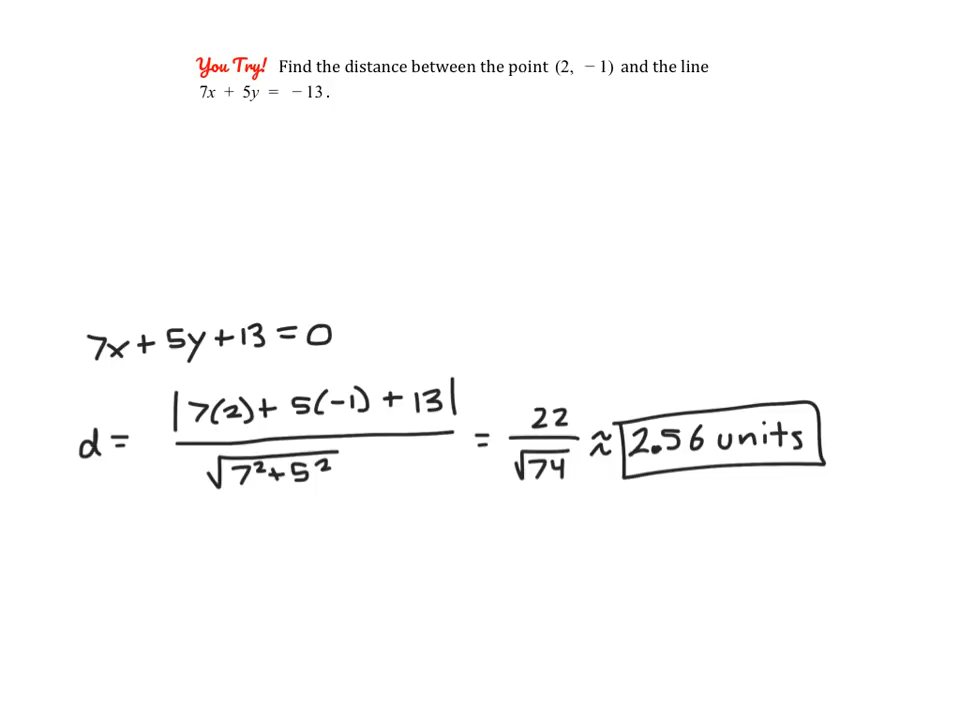 You Try! Find the distance between the point (2, −1) and the line
7x + 5y = −13.
7x + 5y + 13 = 0
d = |7(2) + 5(-1) + 13| / √7² + 5² = 22 / √74 ≈ 2.56 units